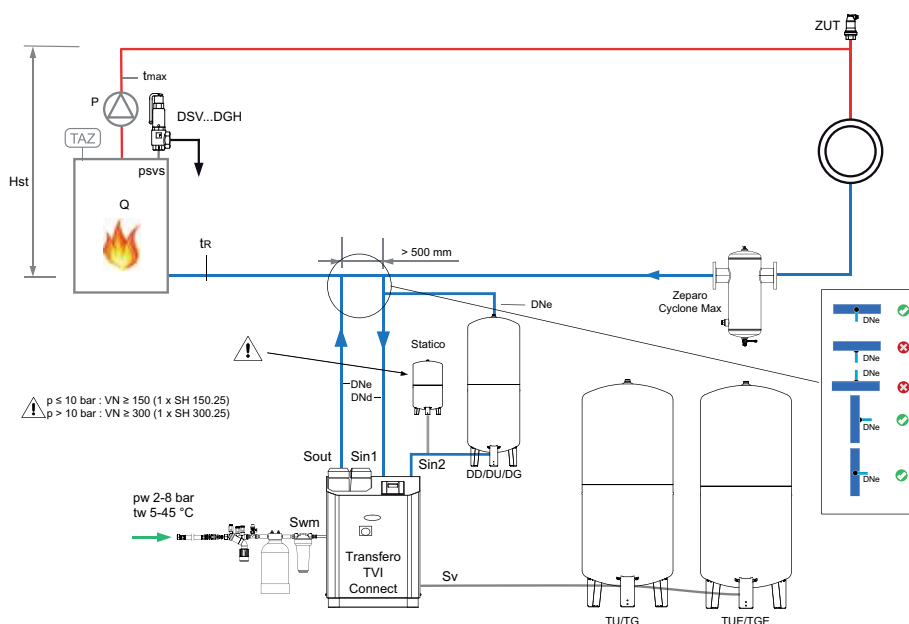 ZUT
tmax
P
DSV...DGH
TAZ
psvs
Hst
Q
tR
> 500 mm
Zeparo
Cyclone Max
DNe
Statico
DNe
DNe
DNe
DNe
DNe
DNe
DNd
p ≤ 10 bar : VN ≥ 150 (1 x SH 150.25)
p > 10 bar : VN ≥ 300 (1 x SH 300.25)
Sout
Sin1
Sin2
DD/DU/DG
pw 2-8 bar
tw 5-45 °C
Swm
Transfero
TVI
Connect
Sv
TU/TG
TUE/TGE